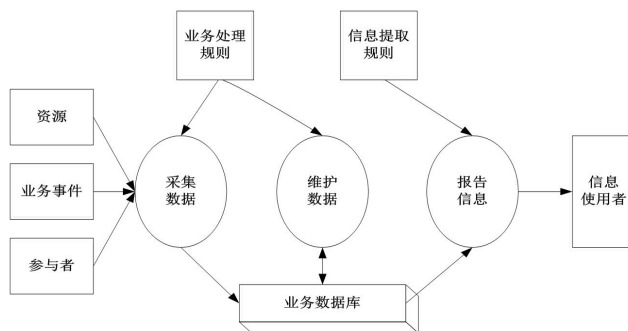 业务处理
规则
信息提取
规则
资源
业务事件
参与者
采集
数据
维护
数据
报告
信息
信息
使用者
业务数据库